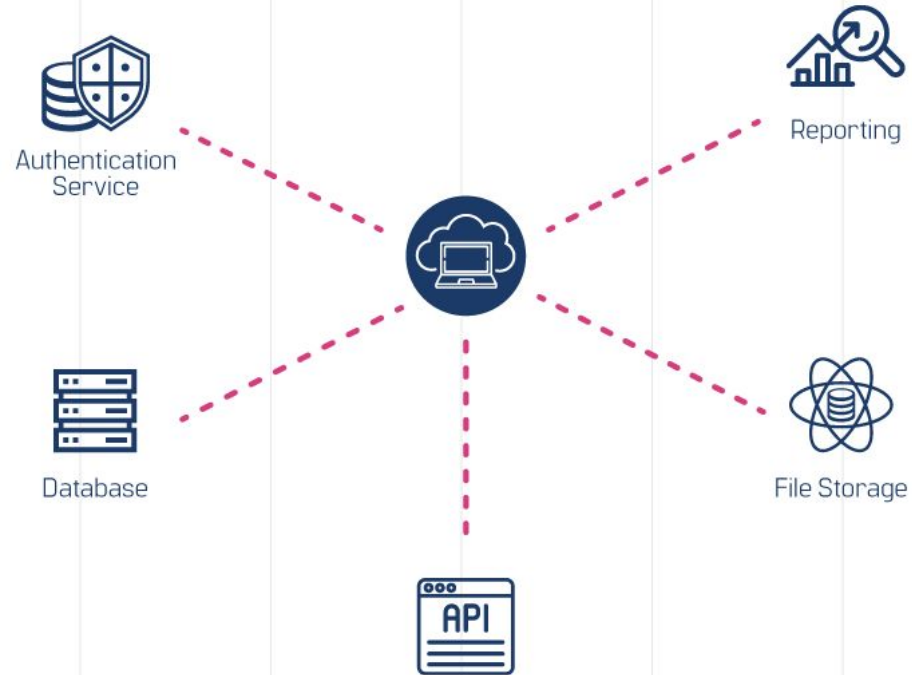 Authentication
Service
Reporting
Database
File Storage
API